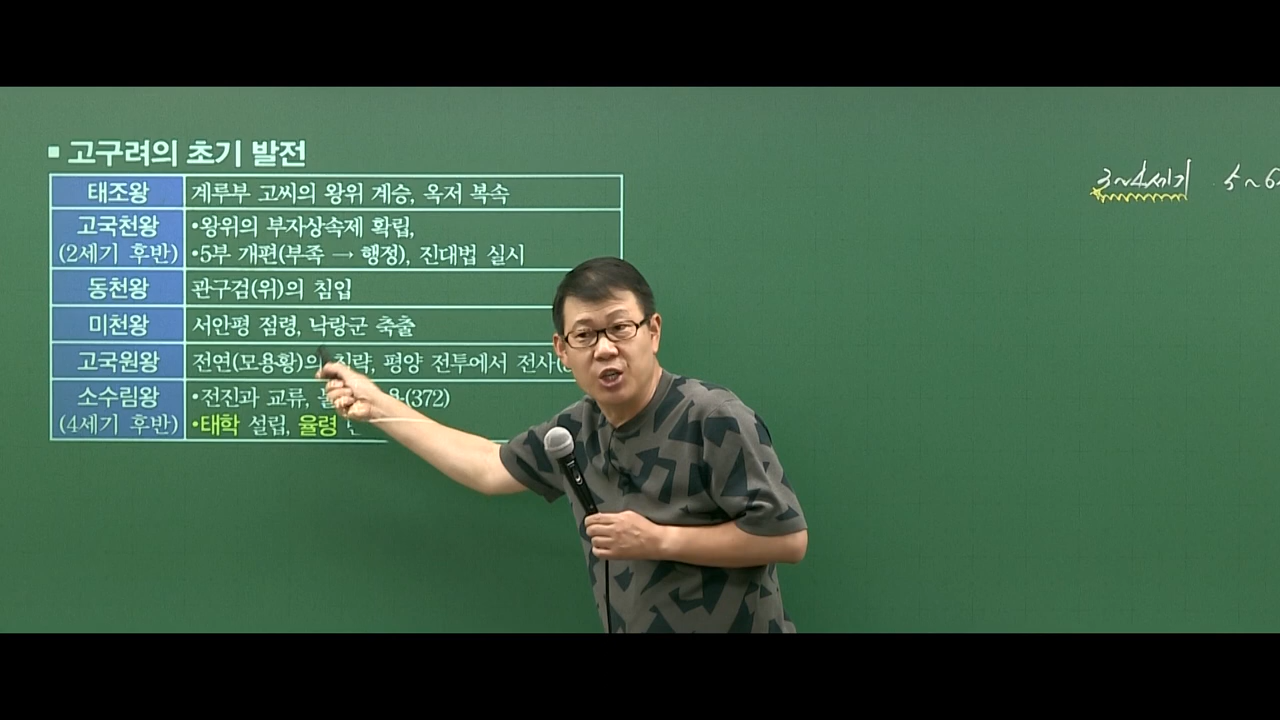 ▪ 고구려의 초기 발전
태조왕 계루부 고씨의 왕위 계승, 옥저 복속
고국천왕 •왕위의 부자상속제 확립,
(2세기 후반) •5부 개편(부족 → 행정), 진대법 실시
동천왕 관구검(위)의 침입
미천왕 서안평 점령, 낙랑군 축출
고국원왕 전연(모용황)의 침략, 평양 전투에서 전사(
소수림왕 •전진과 교류, (372)
(4세기 후반) •태학 설립, 율령
3~4세기 5~6